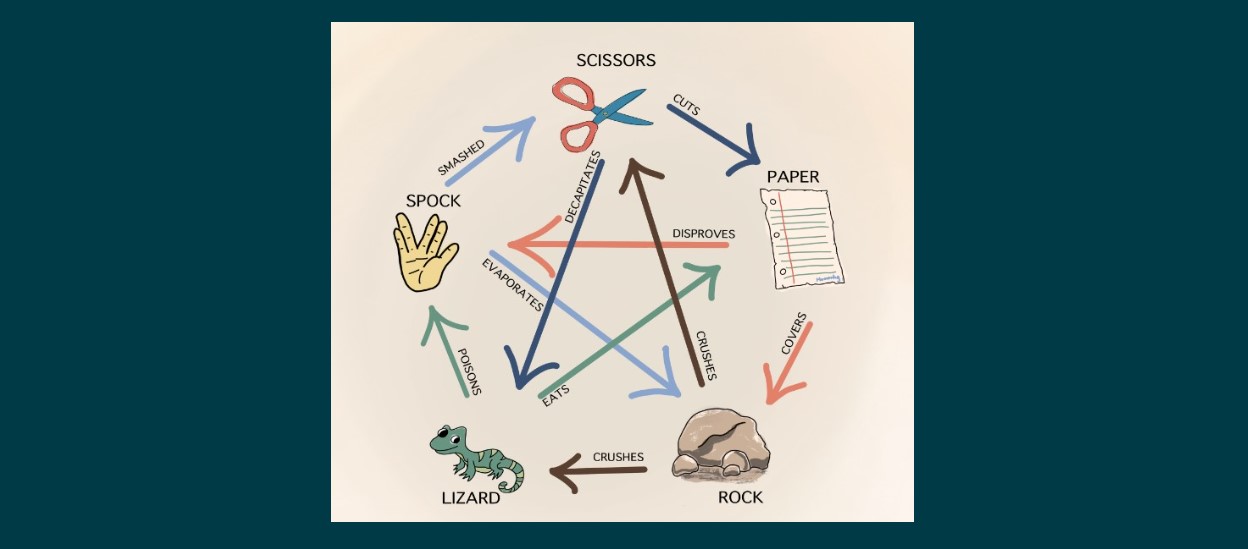 SCISSORS
CUTS
SMASHED
DECAPITATES
PAPER
SPOCK
DISPROVES
EVAPORATES
COVERS
CRUSHES
POISONS
EATS
CRUSHES
LIZARD
ROCK